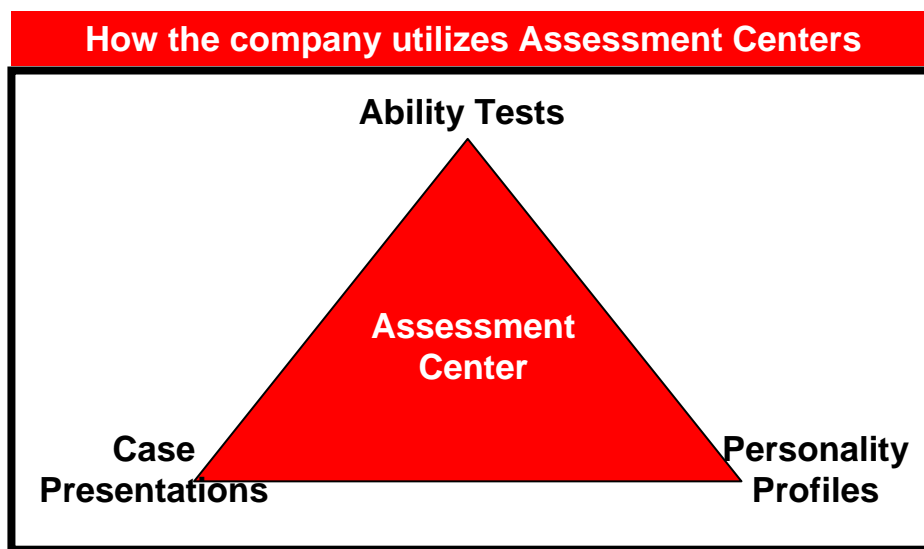 How the company utilizes Assessment Centers
Ability Tests
Assessment
Center
Case
Presentations
Personality
Profiles